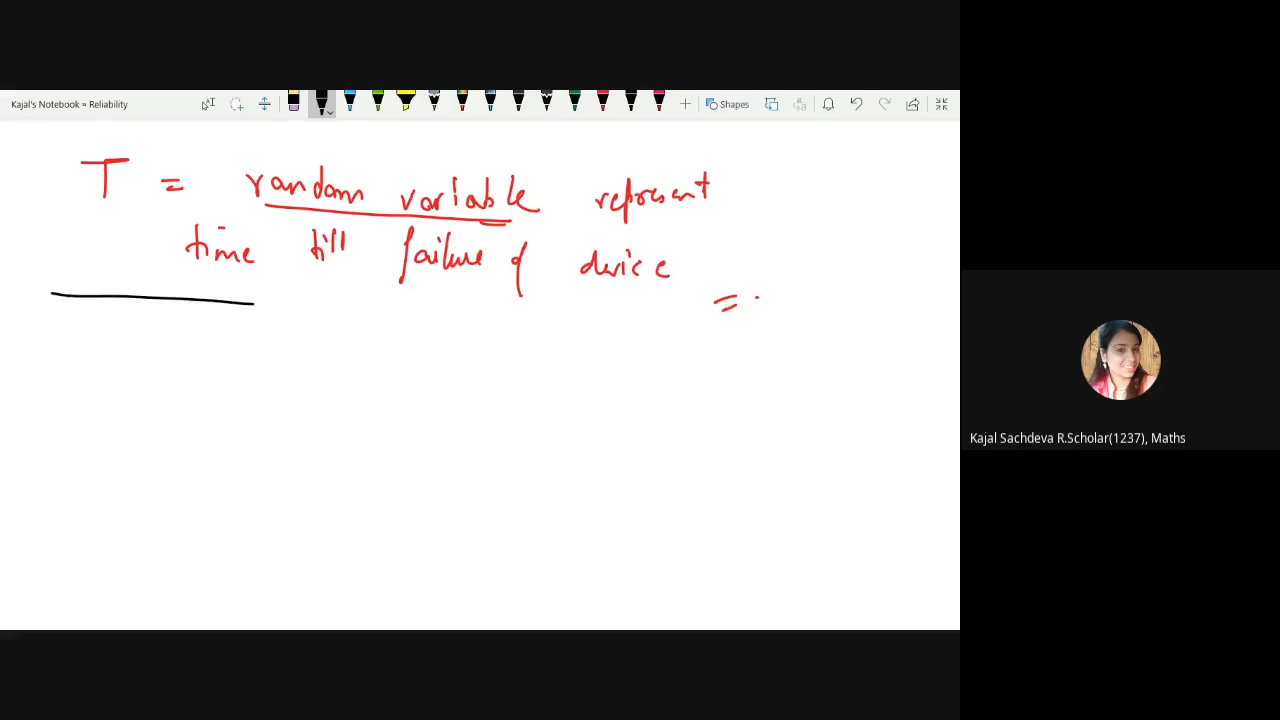 Kajal's Notebook » Reliability
Shapes
T = random variable represent
time till failure of device
=
Kajal Sachdeva R.Scholar(1237), Maths